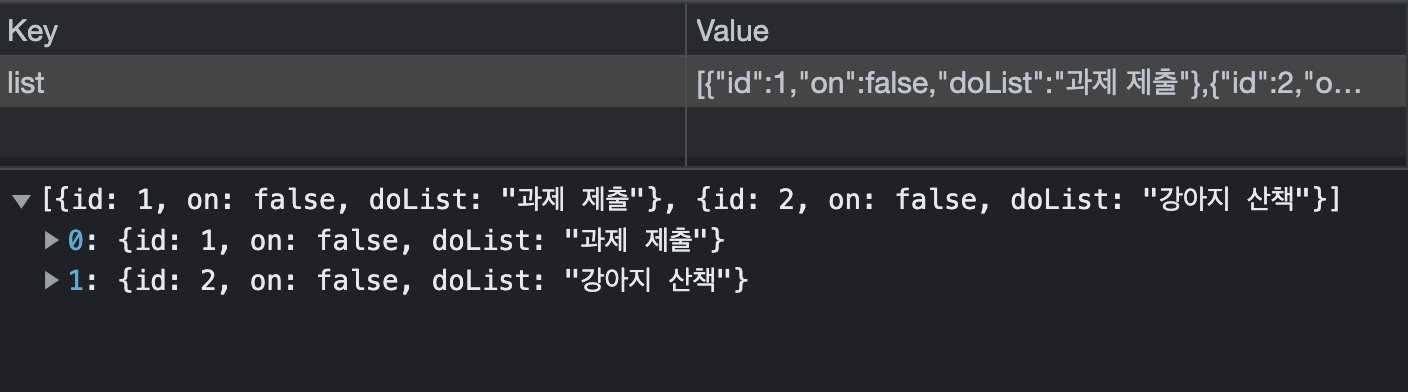 Key Value
list [{"id":1,"on":false,"doList":"과제 제출"},{"id":2,"o...
[{id: 1, on: false, doList: "과제 제출"}, {id: 2, on: false, doList: "강아지 산책"}]
0: {id: 1, on: false, doList: "과제 제출"}
1: {id: 2, on: false, doList: "강아지 산책"}